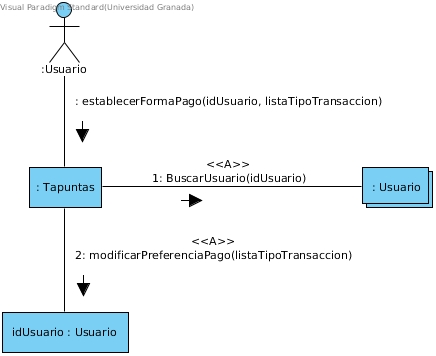 Visual Paradigm Standard(Universidad Granada)
:Usuario
: establecerFormaPago(idUsuario, listaTipoTransaccion)
<<A>>
1: BuscarUsuario(idUsuario)
: Tapuntas
: Usuario
<<A>>
2: modificarPreferenciaPago(listaTipoTransaccion)
idUsuario : Usuario